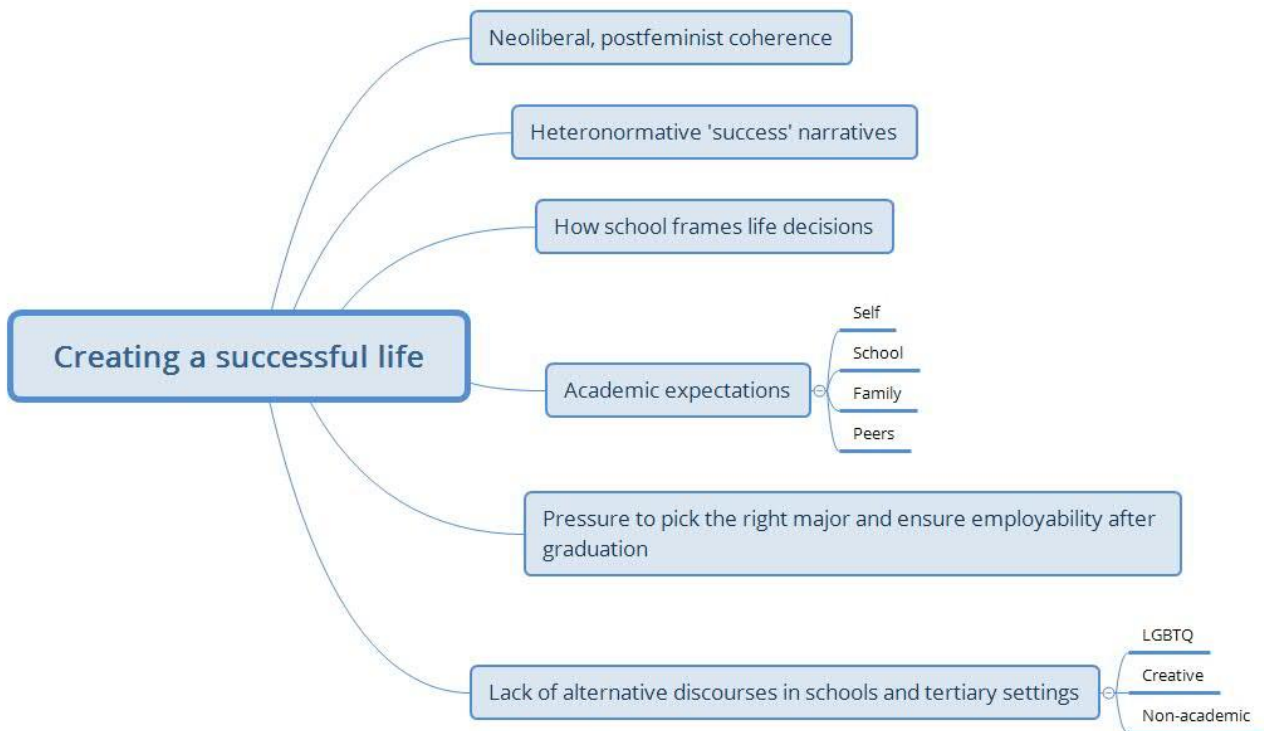 Neoliberal, postfeminist coherence
Heteronormative 'success' narratives
How school frames life decisions
Creating a successful life
Academic expectations
Self
School
Family
Peers
Pressure to pick the right major and ensure employability after
graduation
Lack of alternative discourses in schools and tertiary settings
LGBTQ
Creative
Non-academic